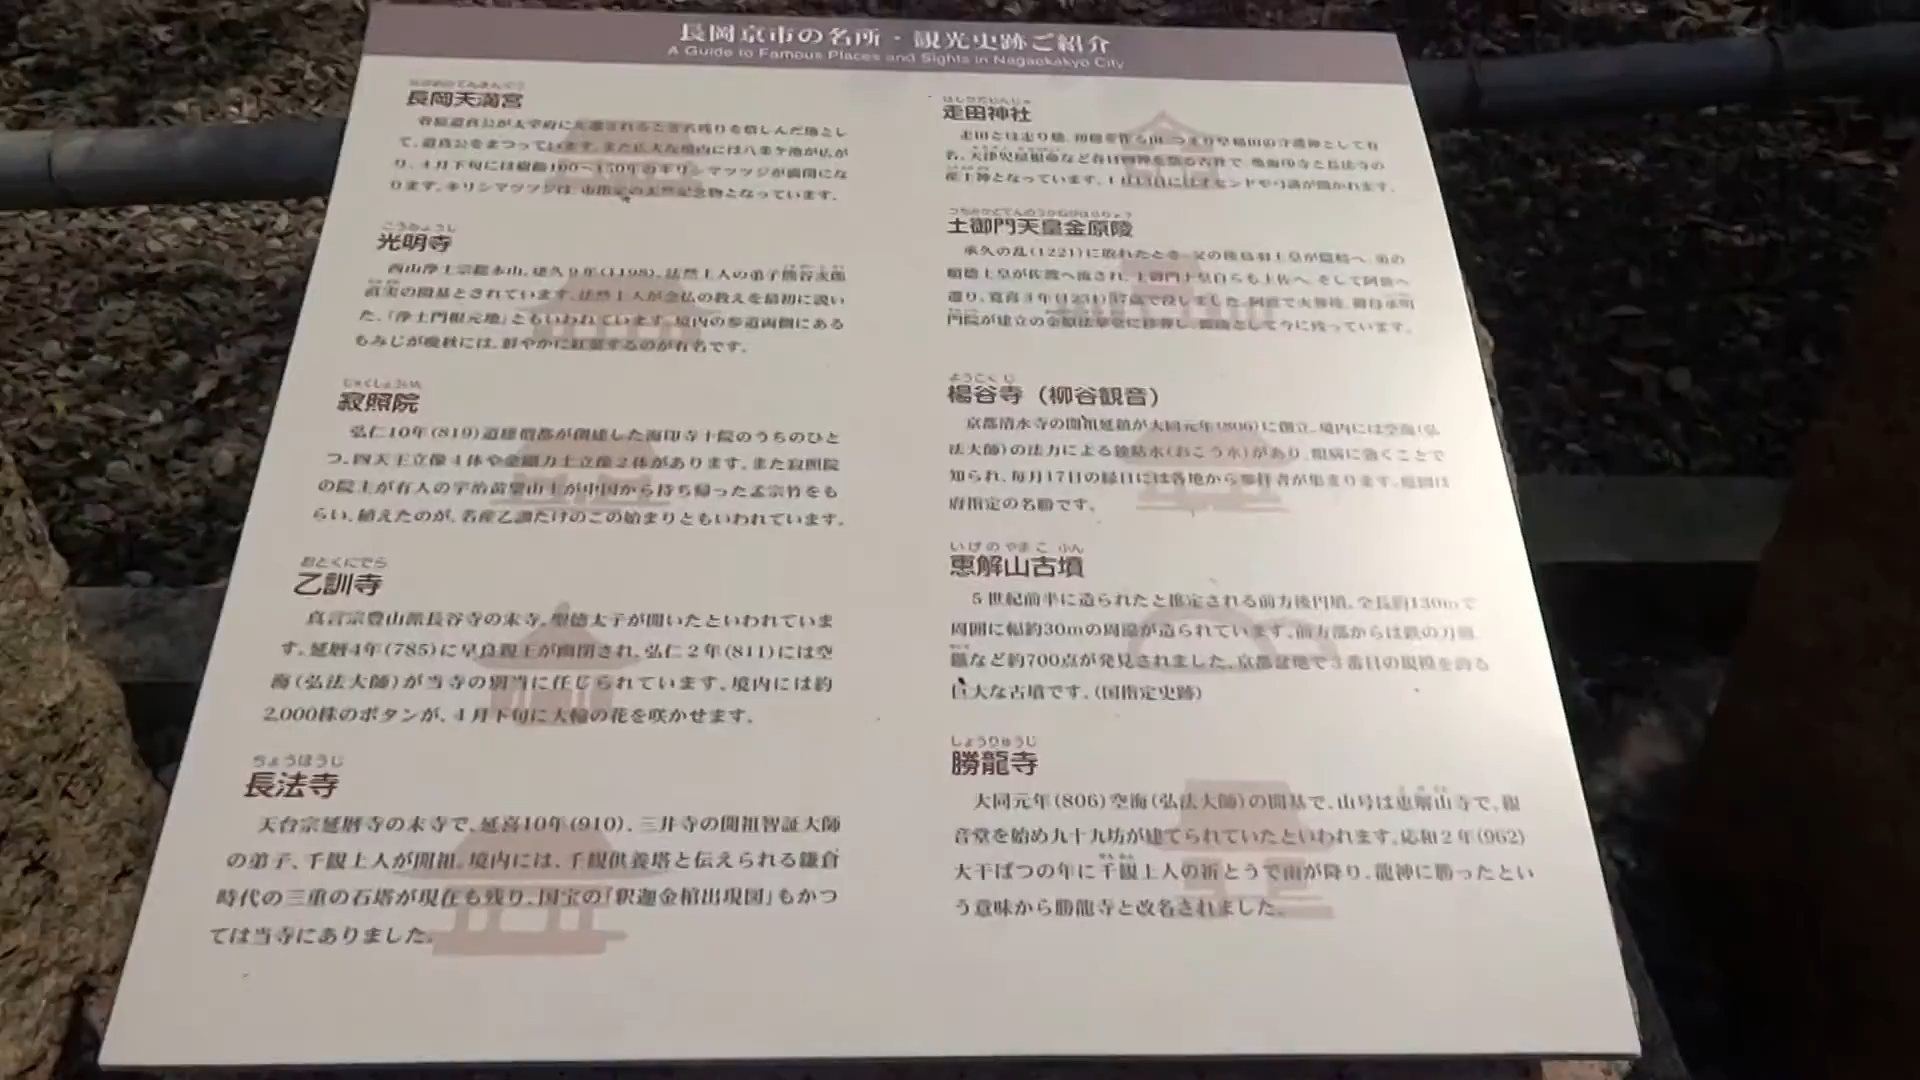 長岡京市の名所・観光史跡ご紹介
A Guide to Famous Places and Sights in Nagaokakyo City
長岡天満宮
菅原道真公が太宰府に左遷されるとき名残りを惜しんだ縁とし
て、道真公をまつっています。また広大な境内には八条ケ池が広が
り、4月下旬には樹齢100〜150年のキリシマツツジが満開にな
ります。キリシマツツジは、市指定の天然記念物となっています。
こうみょうじ
光明寺
西山浄土宗総本山。建久9年(1198)、法然上人の弟子熊谷次郎
直実の開基とされています。法然上人が念仏の教えを最初に説い
た、「浄土門根元地」ともいわれています。境内の参道両側にある
もみじが晩秋には、鮮やかに紅葉するのが有名です。
じゃくしょういん
寂照院
弘仁10年(819)道雄僧都が創建した海印寺十院のうちのひと
つ。四天王立像4体や金剛力士立像2体があります。また寂照院
の院主が有人の宇治黄檗山主が中国から持ち帰った孟宗竹をも
らい、植えたのが、名産乙訓たけのこの始まりともいわれています。
おとくにでら
乙訓寺
真言宗豊山派長谷寺の末寺。聖徳太子が開いたといわれていま
す。延暦4年(785)に早良親王が幽閉され、弘仁2年(811)には空
海(弘法大師)が当寺の別当に任じられています。境内には約
2,000株のボタンが、4月下旬に大輪の花を咲かせます。
ちょうほうじ
長法寺
天台宗延暦寺の末寺で、延喜10年(910)、三井寺の開祖智証大師
の弟子、千観上人が開祖。境内には、千観供養塔と伝えられる鎌倉
時代の三重の石塔が現在も残り、国宝の「釈迦金棺出現図」もかつ
ては当寺にありました。
はしりだじんじゃ
走田神社
走田とは走り穂、初穂を作る田、つまり早稲田の守護神として有
名。天津児屋根命など春日四神を祭る古社で、奥海印寺と長法寺の
産土神となっています。1月13日にはオセンドや弓講が開かれます。
土御門天皇金原陵
承久の乱(1221)に敗れたとき、父の後鳥羽上皇が隠岐へ、弟の
順徳上皇が佐渡へ流され、土御門上皇自らも土佐へ、そして阿波へ
遷り、寛喜3年(1231)37歳で没しました。阿波で火葬後、御母承明
門院が建立の金原法華堂に移葬し、御陵として今に残っています。
ようこくじ
楊谷寺（柳谷観音）
京都清水寺の開祖延鎮が大同元年(806)に創立。境内には空海(弘
法大師)の法力による独鈷水(おこう水)があり、眼病に効くことで
知られ、毎月17日の縁日には各地から参拝者が集まります。庭園は
府指定の名勝です。
いげのやまこふん
恵解山古墳
5世紀前半に造られたと推定される前方後円墳。全長約130mで
周囲に幅約30mの周濠が造られています。前方部からは鉄の刀剣、
鏃など約700点が発見されました。京都盆地で3番目の規模を誇る
巨大な古墳です。(国指定史跡)
しょうりゅうじ
勝龍寺
大同元年(806)空海(弘法大師)の開基で、山号は恵解山寺で、観
音堂を始め九十九坊が建てられていたといわれます。応和2年(962)
大干ばつの年に千観上人の祈とうで雨が降り、龍神に勝ったとい
う意味から勝龍寺と改名されました。